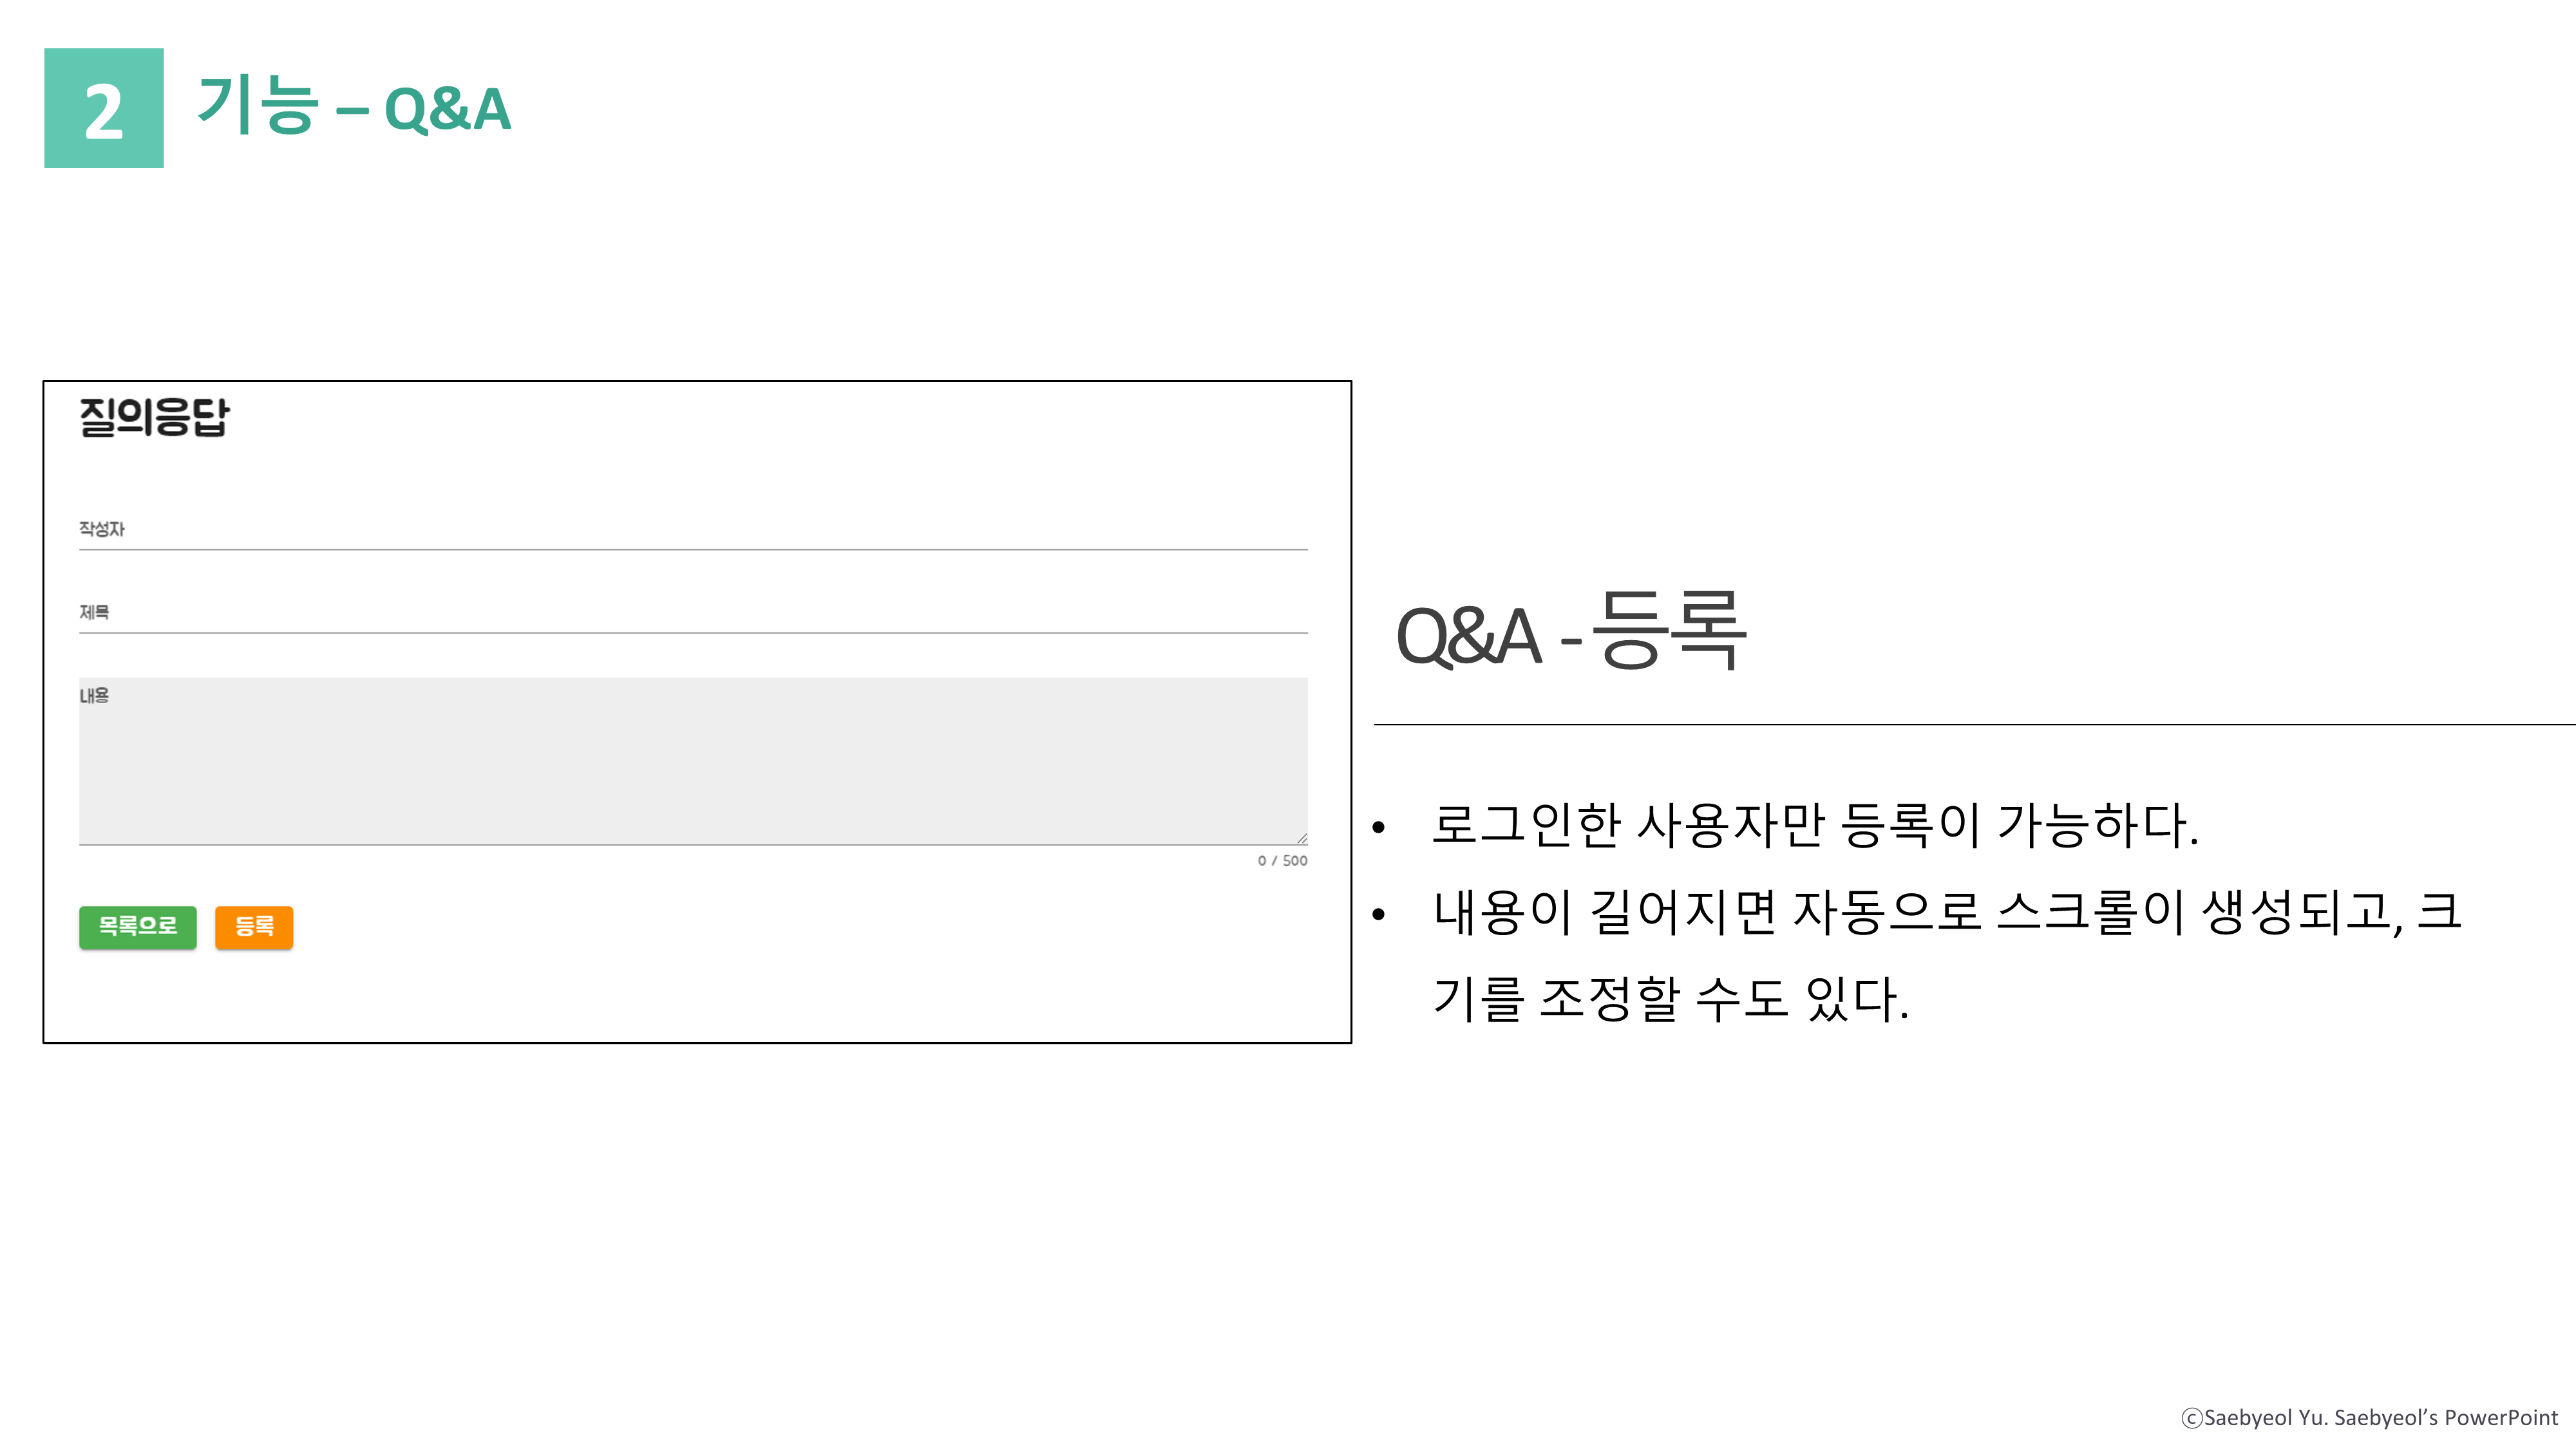 2
기능 – Q&A
질의응답
작성자
제목
내용
0 / 500
목록으로
등록
Q&A - 등록
• 로그인한 사용자만 등록이 가능하다.
• 내용이 길어지면 자동으로 스크롤이 생성되고, 크
기를 조정할 수도 있다.
ⓒSaebyeol Yu. Saebyeol’s PowerPoint